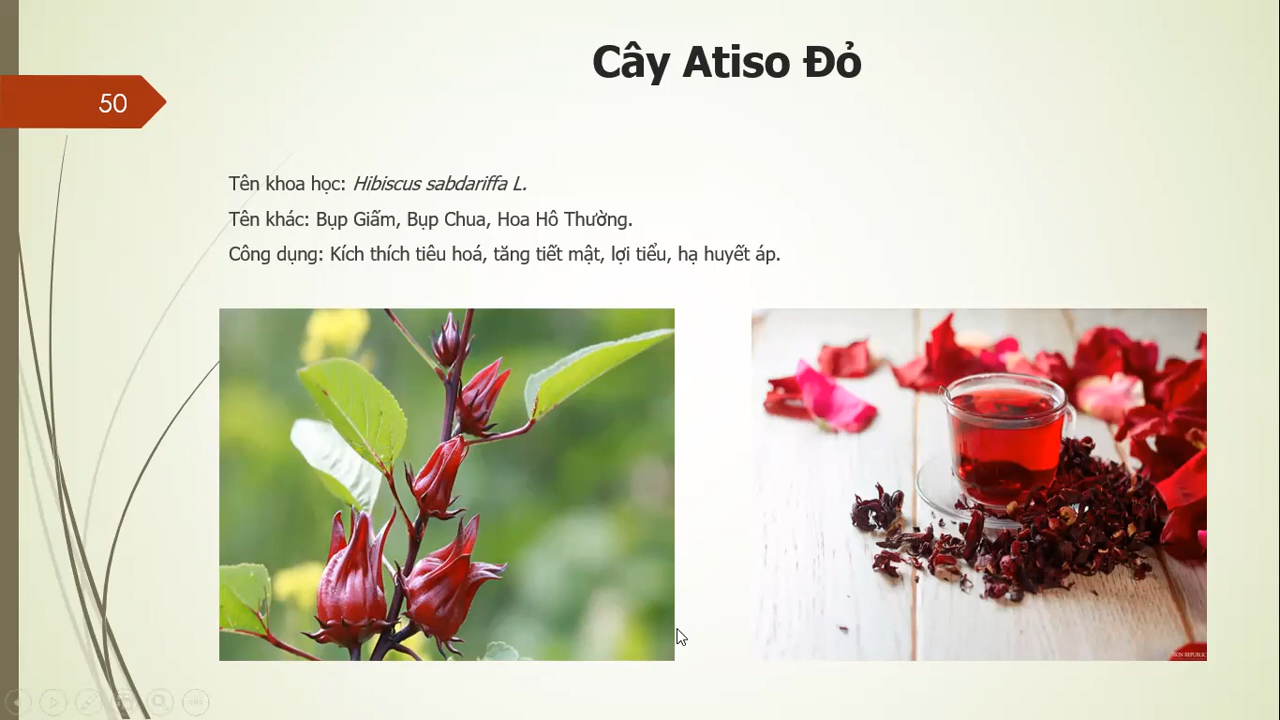 Cây Atiso Đỏ
50
Tên khoa học: Hibiscus sabdariffa L.
Tên khác: Bụp Giấm, Bụp Chua, Hoa Hô Thường.
Công dụng: Kích thích tiêu hoá, tăng tiết mật, lợi tiểu, hạ huyết áp.